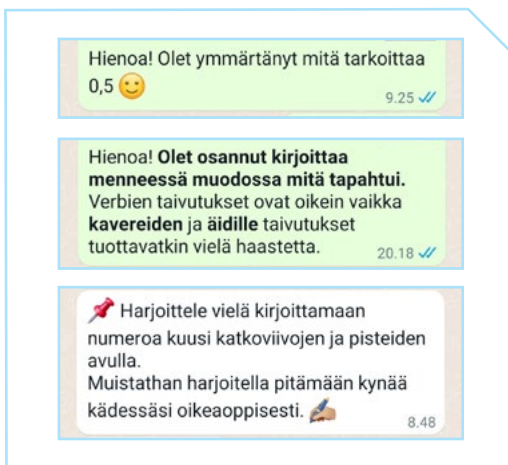 Hienoa! Olet ymmärtänyt mitä tarkoittaa
0,5 🙂
9.25
Hienoa! Olet osannut kirjoittaa
menneessä muodossa mitä tapahtui.
Verbien taivutukset ovat oikein vaikka
kavereiden ja äidille taivutukset
tuottavatkin vielä haastetta.
20.18
📌 Harjoittele vielä kirjoittamaan
numeroa kuusi katkoviivojen ja pisteiden
avulla.
Muistathan harjoitella pitämään kynää
kädessäsi oikeaoppisesti. ✍🏼
8.48